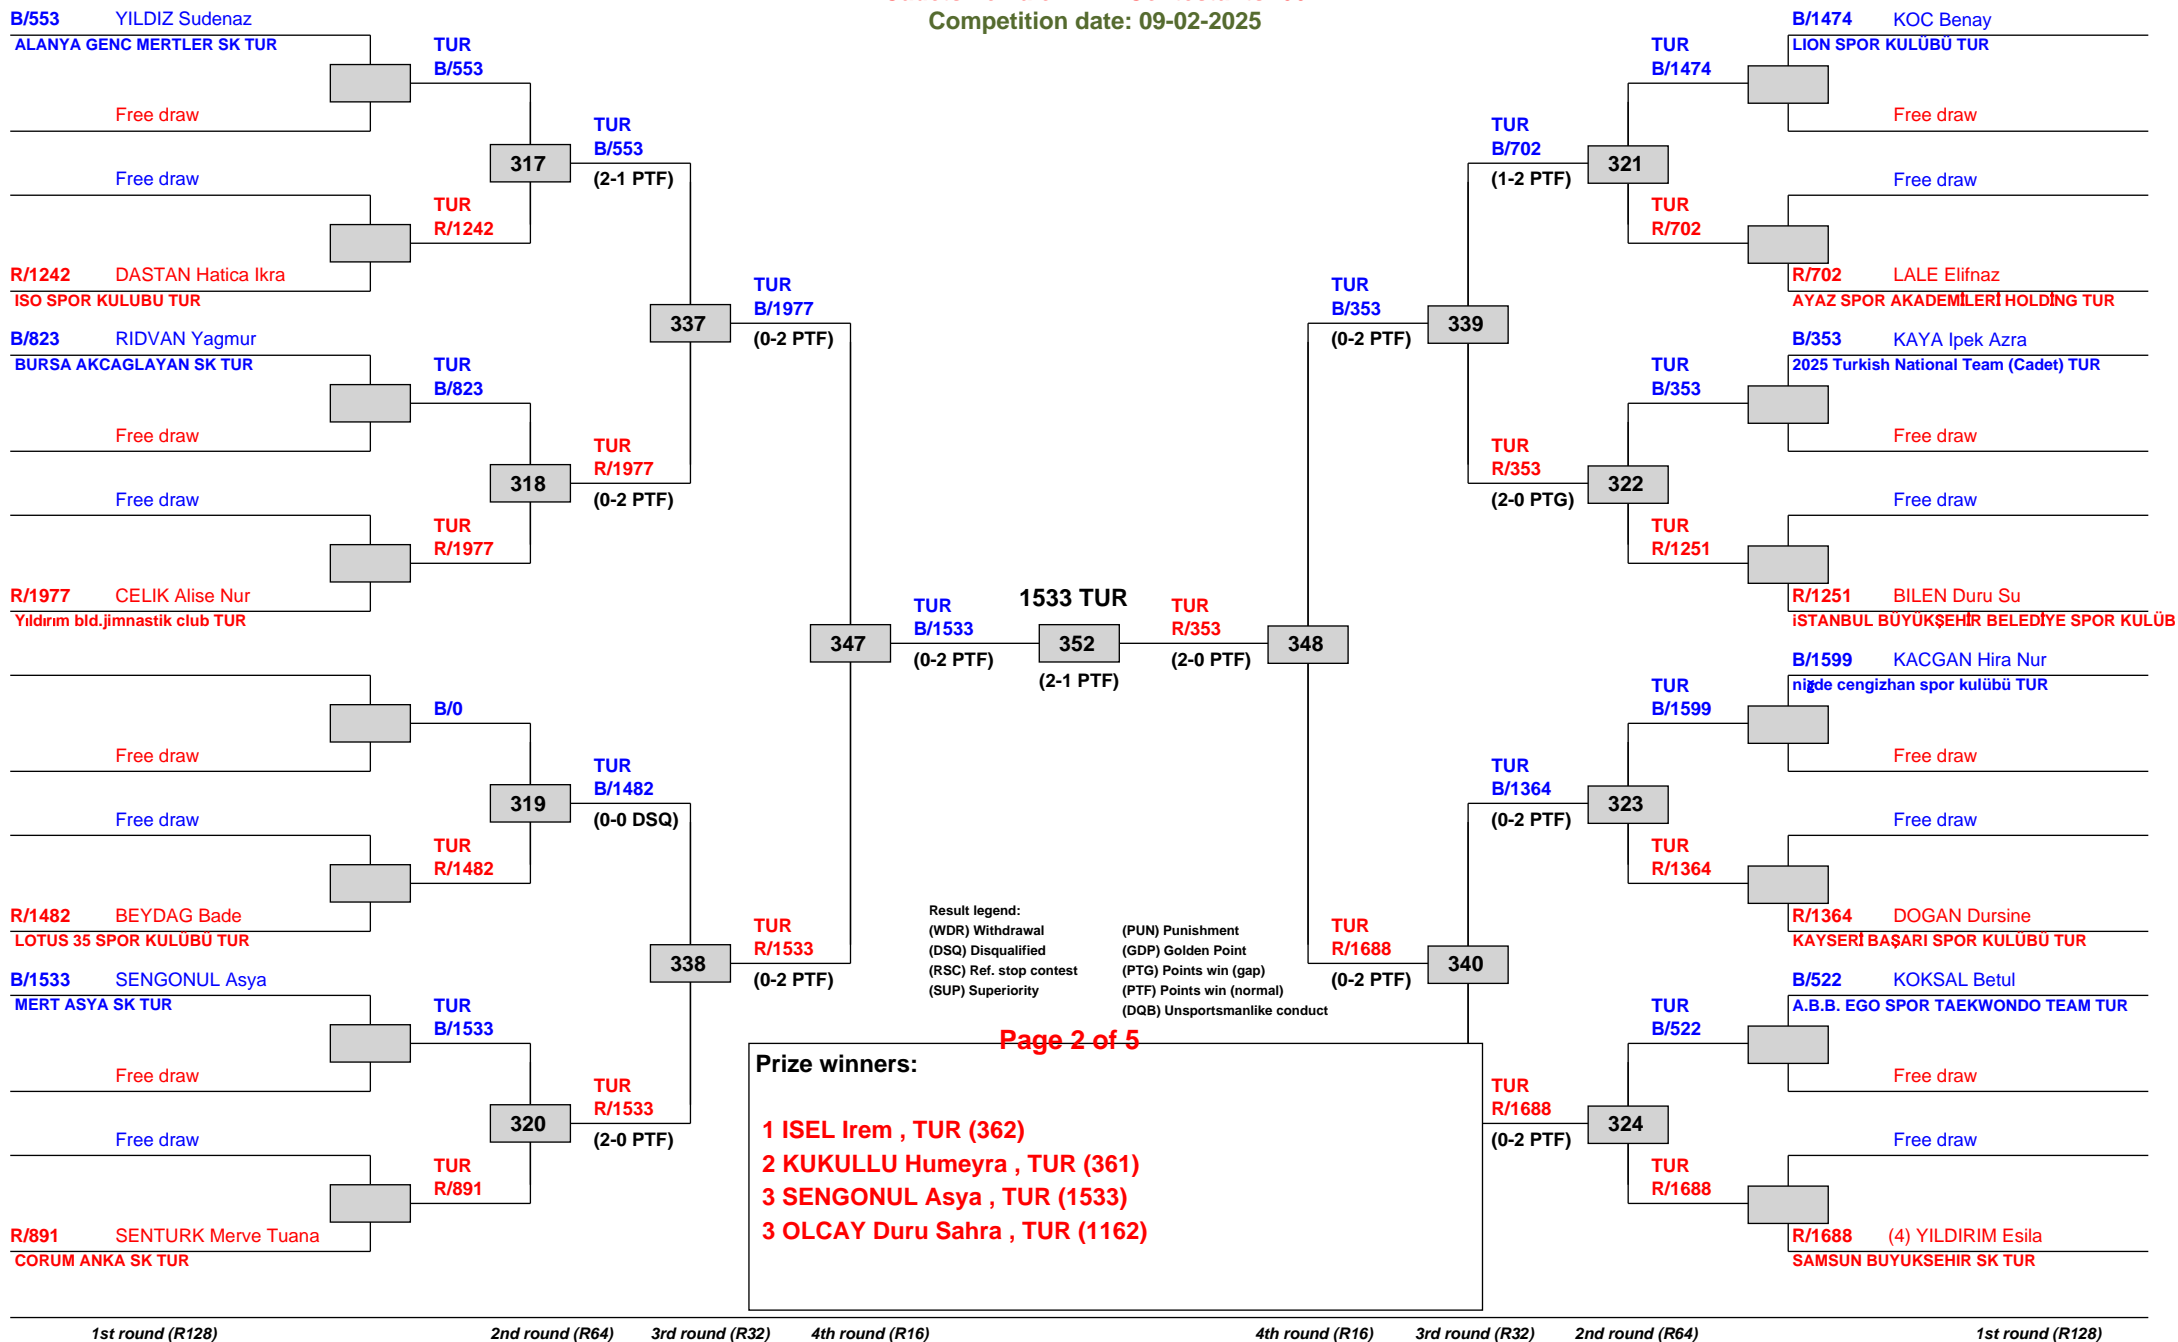 Competition date: 09-02-2025
B/553 YILDIZ Sudenaz
ALANYA GENC MERTLER SK TUR
TUR
B/553
Free draw
TUR
B/553
317
(2-1 PTF)
Free draw
TUR
R/1242
R/1242 DASTAN Hatica Ikra
ISO SPOR KULUBU TUR
TUR
B/1977
337
(0-2 PTF)
B/823 RIDVAN Yagmur
BURSA AKCAGLAYAN SK TUR
TUR
B/823
Free draw
TUR
R/1977
318
(0-2 PTF)
Free draw
TUR
R/1977
R/1977 CELIK Alise Nur
Yıldırım bld.jimnastik club TUR
347
TUR
B/1533
(0-2 PTF)
1533 TUR
352
(2-1 PTF)
TUR
R/353
(2-0 PTF)
348
B/0
Free draw
TUR
B/1482
319
(0-0 DSQ)
Free draw
TUR
R/1482
R/1482 BEYDAG Bade
LOTUS 35 SPOR KULÜBÜ TUR
TUR
R/1533
338
(0-2 PTF)
B/1533 SENGONUL Asya
MERT ASYA SK TUR
TUR
B/1533
Free draw
TUR
R/1533
320
(2-0 PTF)
Free draw
TUR
R/891
R/891 SENTURK Merve Tuana
CORUM ANKA SK TUR
B/1474 KOC Benay
LION SPOR KULÜBÜ TUR
TUR
B/1474
Free draw
TUR
B/702
321
(1-2 PTF)
Free draw
TUR
R/702
R/702 LALE Elifnaz
AYAZ SPOR AKADEMİLERİ HOLDİNG TUR
TUR
B/353
339
(0-2 PTF)
B/353 KAYA Ipek Azra
2025 Turkish National Team (Cadet) TUR
TUR
B/353
Free draw
TUR
R/353
322
(2-0 PTG)
Free draw
TUR
R/1251
R/1251 BILEN Duru Su
iSTANBUL BÜYÜKŞEHİR BELEDİYE SPOR KULÜB
B/1599 KACGAN Hira Nur
niğde cengizhan spor kulübü TUR
TUR
B/1599
Free draw
TUR
B/1364
323
(0-2 PTF)
Free draw
TUR
R/1364
R/1364 DOGAN Dursine
KAYSERİ BAŞARI SPOR KULÜBÜ TUR
TUR
R/1688
340
(0-2 PTF)
B/522 KOKSAL Betul
A.B.B. EGO SPOR TAEKWONDO TEAM TUR
TUR
B/522
Free draw
TUR
R/1688
324
(0-2 PTF)
Free draw
TUR
R/1688
R/1688 (4) YILDIRIM Esila
SAMSUN BUYUKSEHIR SK TUR
Result legend:
(WDR) Withdrawal (PUN) Punishment
(DSQ) Disqualified (GDP) Golden Point
(RSC) Ref. stop contest (PTG) Points win (gap)
(SUP) Superiority (PTF) Points win (normal)
(DQB) Unsportsmanlike conduct
Page 2 of 5
Prize winners:
1 ISEL Irem , TUR (362)
2 KUKULLU Humeyra , TUR (361)
3 SENGONUL Asya , TUR (1533)
3 OLCAY Duru Sahra , TUR (1162)
1st round (R128) 2nd round (R64) 3rd round (R32) 4th round (R16) 4th round (R16) 3rd round (R32) 2nd round (R64) 1st round (R128)